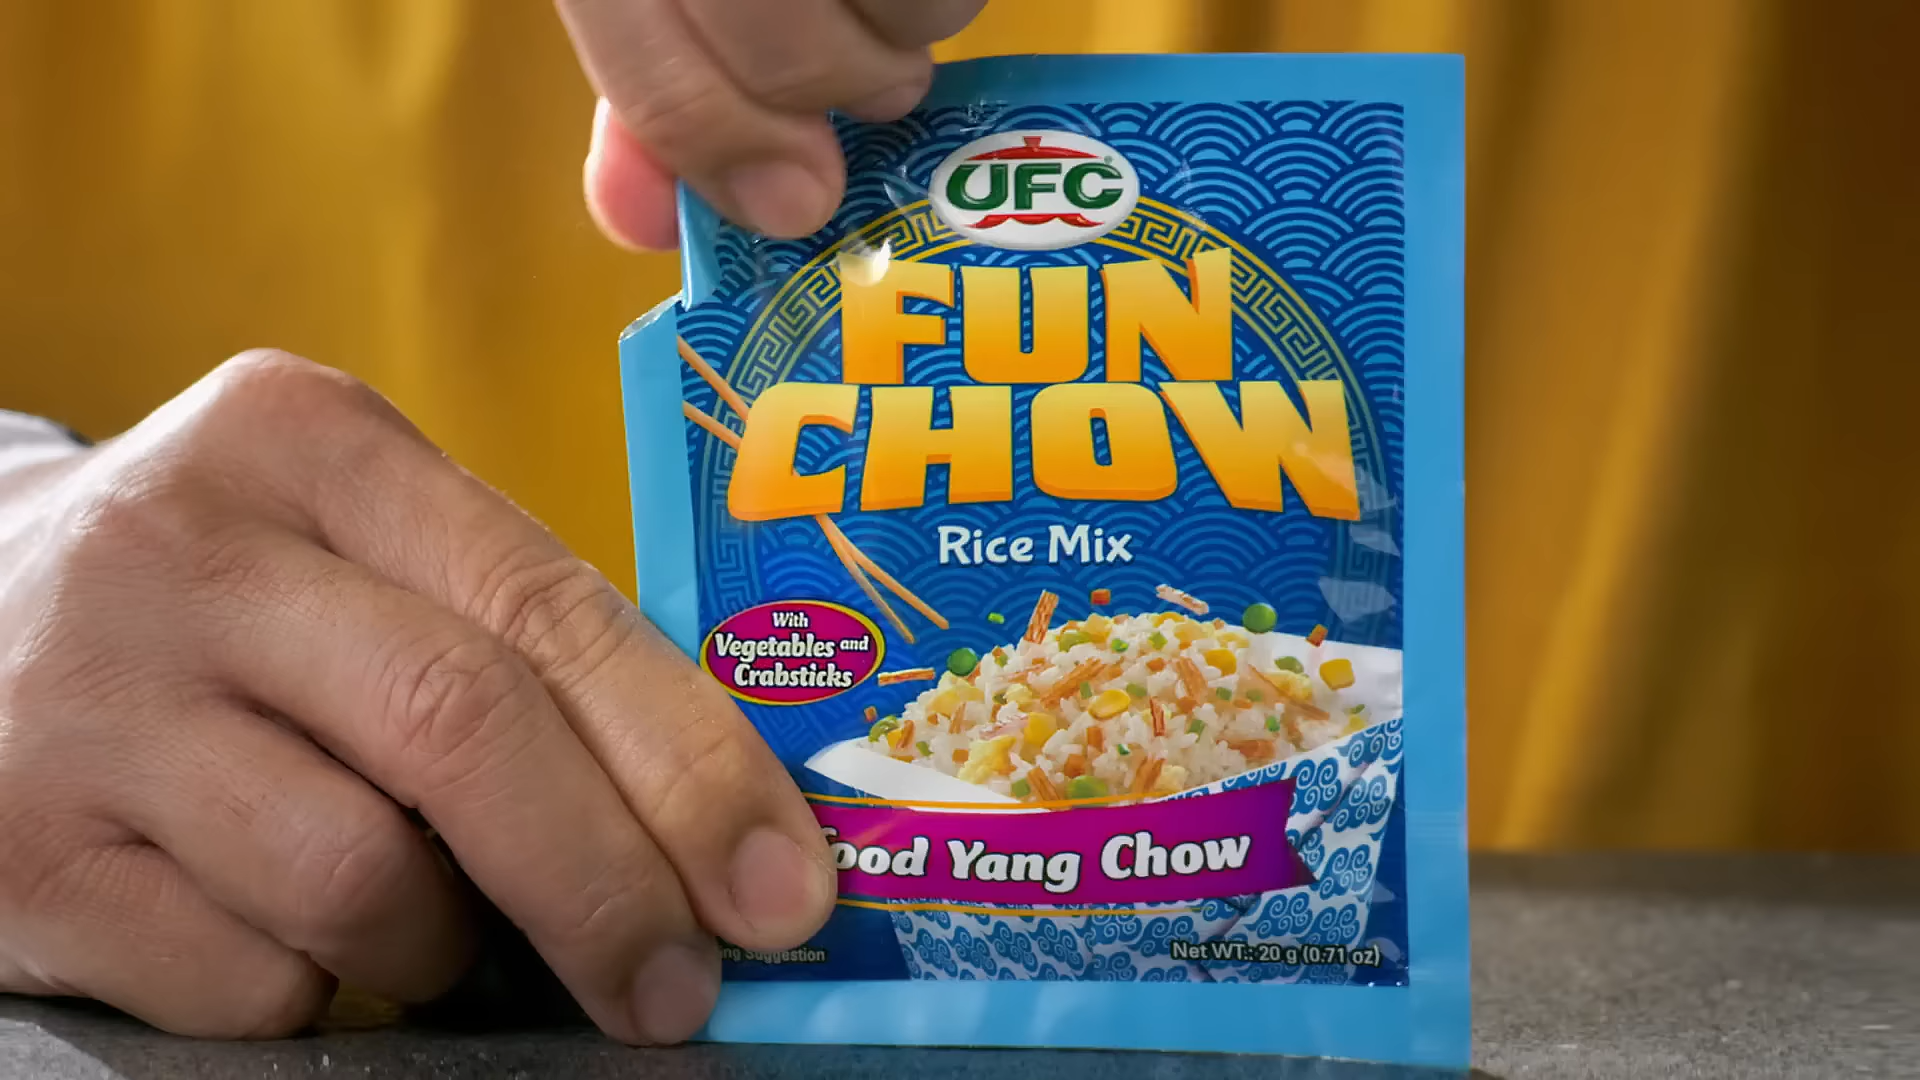 UFC
FUN
CHOW
Rice Mix
With
Vegetables and
Crabsticks
food Yang Chow
ng Suggestion
Net WT.: 20 g (0.71 oz)